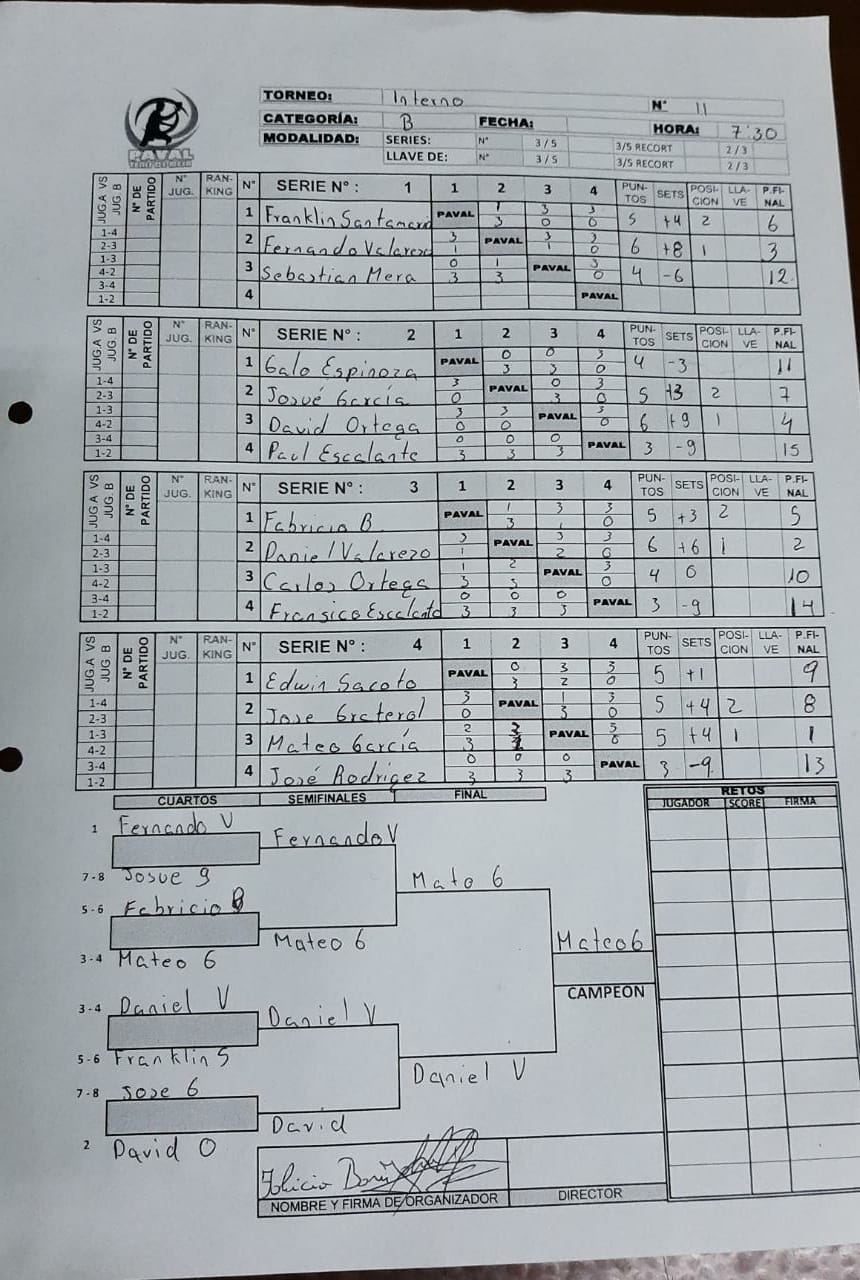 TORNEO: Interno N° 11
CATEGORÍA: B FECHA: HORA: 7:30
MODALIDAD: SERIES: N° 3/5 3/5 RECORT 2/3
LLAVE DE: N° 3/5 3/5 RECORT 2/3
PAVAL
JUG.A VS JUG. B N° DE PARTIDO N° JUG. RAN-KING N° SERIE N° : 1 1 2 3 4 PUN-TOS SETS POSI-CION LLA-VE P.FI-NAL
1 Franklin Santamaria PAVAL 1 3 3 5 +4 2 6
3 0 0
1-4 2 Fernando Valarezo 3 PAVAL 3 3 6 +8 1 3
2-3 1 1 0
1-3 3 Sebastian Mera 0 1 PAVAL 3 4 -6 12
4-2 3 3 0
3-4 4 PAVAL
1-2
JUG.A VS JUG. B N° DE PARTIDO N° JUG. RAN-KING N° SERIE N° : 2 1 2 3 4 PUN-TOS SETS POSI-CION LLA-VE P.FI-NAL
1 Galo Espinoza PAVAL 0 0 3 4 -3 11
3 3 0
1-4 2 Josué García 3 PAVAL 0 3 5 +3 2 7
2-3 0 3 0
1-3 3 David Ortega 3 3 PAVAL 3 6 +9 1 4
4-2 0 0 0
3-4 4 Paul Escalante 0 0 0 PAVAL 3 -9 15
1-2 3 3 3
JUG.A VS JUG. B N° DE PARTIDO N° JUG. RAN-KING N° SERIE N° : 3 1 2 3 4 PUN-TOS SETS POSI-CION LLA-VE P.FI-NAL
1 Fabricio B. PAVAL 1 3 3 5 +3 2 5
3 1 0
1-4 2 Daniel Valarezo 3 PAVAL 3 3 6 +6 1 2
2-3 1 2 0
1-3 3 Carlos Ortega 1 2 PAVAL 3 4 0 10
4-2 3 3 0
3-4 4 Fransico Escalante 0 0 0 PAVAL 3 -9 14
1-2 3 3 3
JUG.A VS JUG. B N° DE PARTIDO N° JUG. RAN-KING N° SERIE N° : 4 1 2 3 4 PUN-TOS SETS POSI-CION LLA-VE P.FI-NAL
1 Edwin Sacoto PAVAL 0 3 3 5 +1 9
3 2 0
1-4 2 Jose Graterol 3 PAVAL 1 3 5 +4 2 8
2-3 0 3 0
1-3 3 Mateo García 2 3 PAVAL 3 5 +4 1 1
4-2 3 1 0
3-4 4 José Rodrigez 0 0 0 PAVAL 3 -9 13
1-2 3 3 3
CUARTOS SEMIFINALES FINAL RETOS
JUGADOR SCORE FIRMA
1 Fernando V
Fernando V
7-8 Josue g
Mato G
5-6 Fabricio B
Mateo G
3-4 Mateo G
Mateo G
CAMPEON
3-4 Daniel V
Daniel V
5-6 Franklin S
Daniel V
7-8 Jose G
David
2 David O
NOMBRE Y FIRMA DE ORGANIZADOR DIRECTOR